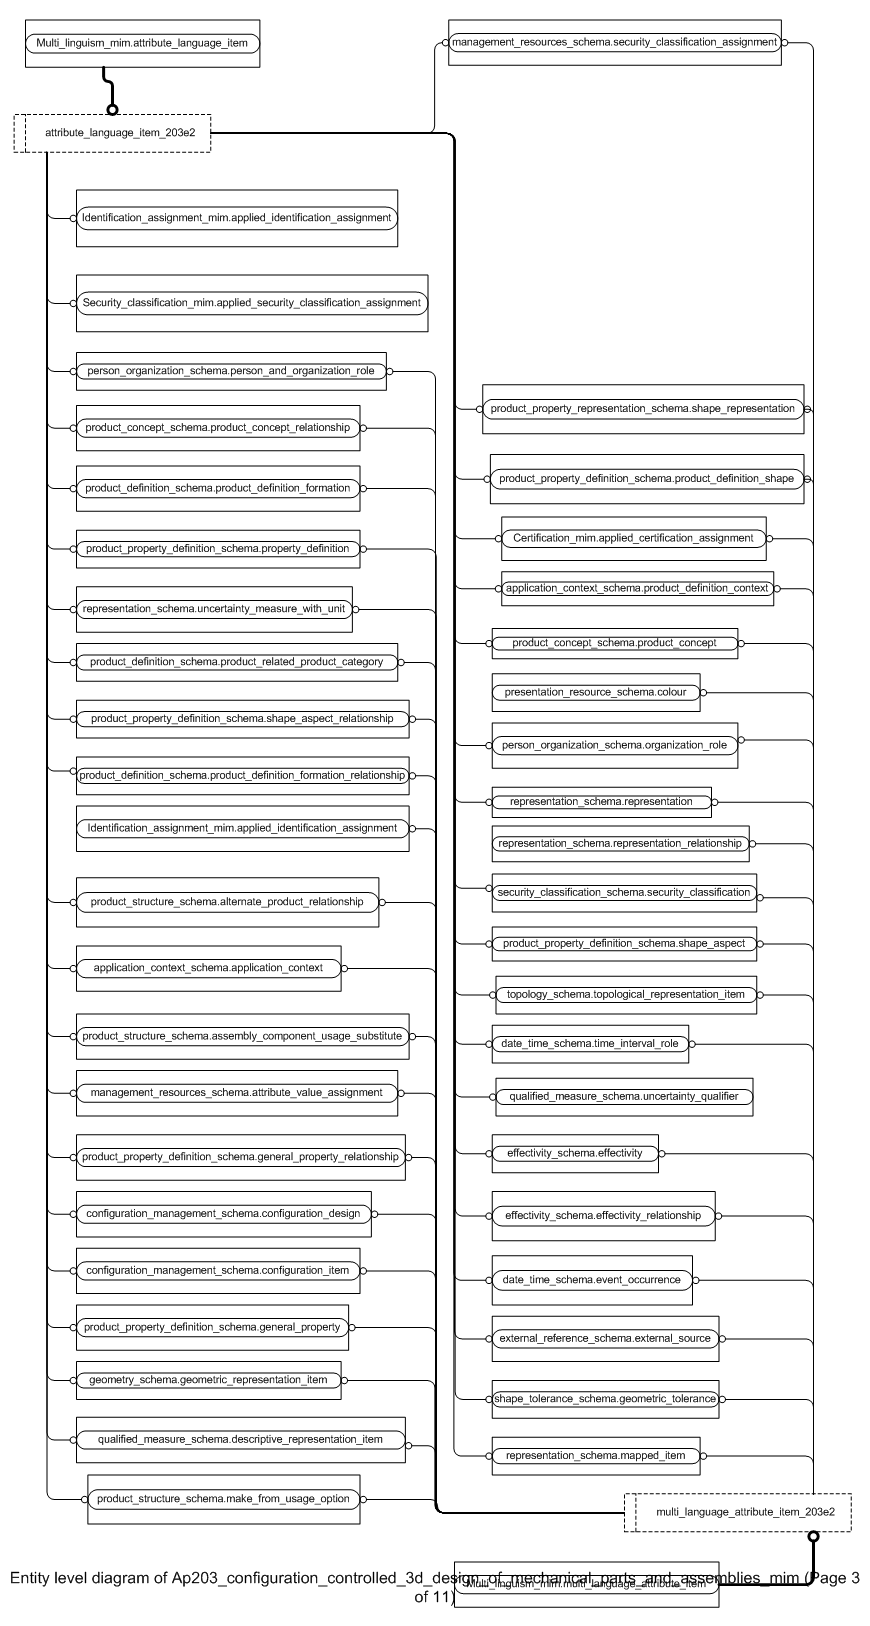 Multi_linguism_mim.attribute_language_item
management_resources_schema.security_classification_assignment
attribute_language_item_203e2
Identification_assignment_mim.applied_identification_assignment
Security_classification_mim.applied_security_classification_assignment
person_organization_schema.person_and_organization_role
product_concept_schema.product_concept_relationship
product_definition_schema.product_definition_formation
product_property_definition_schema.property_definition
representation_schema.uncertainty_measure_with_unit
product_definition_schema.product_related_product_category
product_property_definition_schema.shape_aspect_relationship
product_definition_schema.product_definition_formation_relationship
Identification_assignment_mim.applied_identification_assignment
product_structure_schema.alternate_product_relationship
application_context_schema.application_context
product_structure_schema.assembly_component_usage_substitute
management_resources_schema.attribute_value_assignment
product_property_definition_schema.general_property_relationship
configuration_management_schema.configuration_design
configuration_management_schema.configuration_item
product_property_definition_schema.general_property
geometry_schema.geometric_representation_item
qualified_measure_schema.descriptive_representation_item
product_structure_schema.make_from_usage_option
product_property_representation_schema.shape_representation
product_property_definition_schema.product_definition_shape
Certification_mim.applied_certification_assignment
application_context_schema.product_definition_context
product_concept_schema.product_concept
presentation_resource_schema.colour
person_organization_schema.organization_role
representation_schema.representation
representation_schema.representation_relationship
security_classification_schema.security_classification
product_property_definition_schema.shape_aspect
topology_schema.topological_representation_item
date_time_schema.time_interval_role
qualified_measure_schema.uncertainty_qualifier
effectivity_schema.effectivity
effectivity_schema.effectivity_relationship
date_time_schema.event_occurrence
external_reference_schema.external_source
shape_tolerance_schema.geometric_tolerance
representation_schema.mapped_item
multi_language_attribute_item_203e2
Multi_linguism_mim.multi_language_attribute_item
Entity level diagram of Ap203_configuration_controlled_3d_design_of_mechanical_parts_and_assemblies_mim (Page 3
of 11)